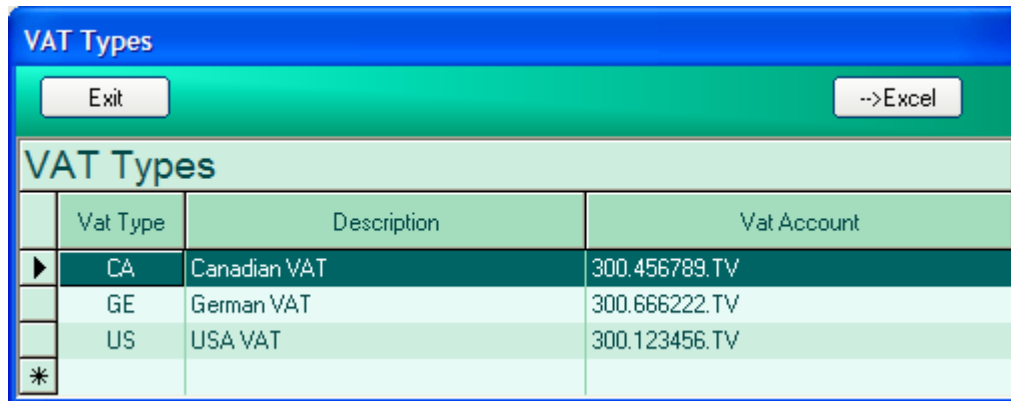 VAT Types
Exit -->Excel
VAT Types
Vat Type Description Vat Account
CA Canadian VAT 300.456789.TV
GE German VAT 300.666222.TV
US USA VAT 300.123456.TV